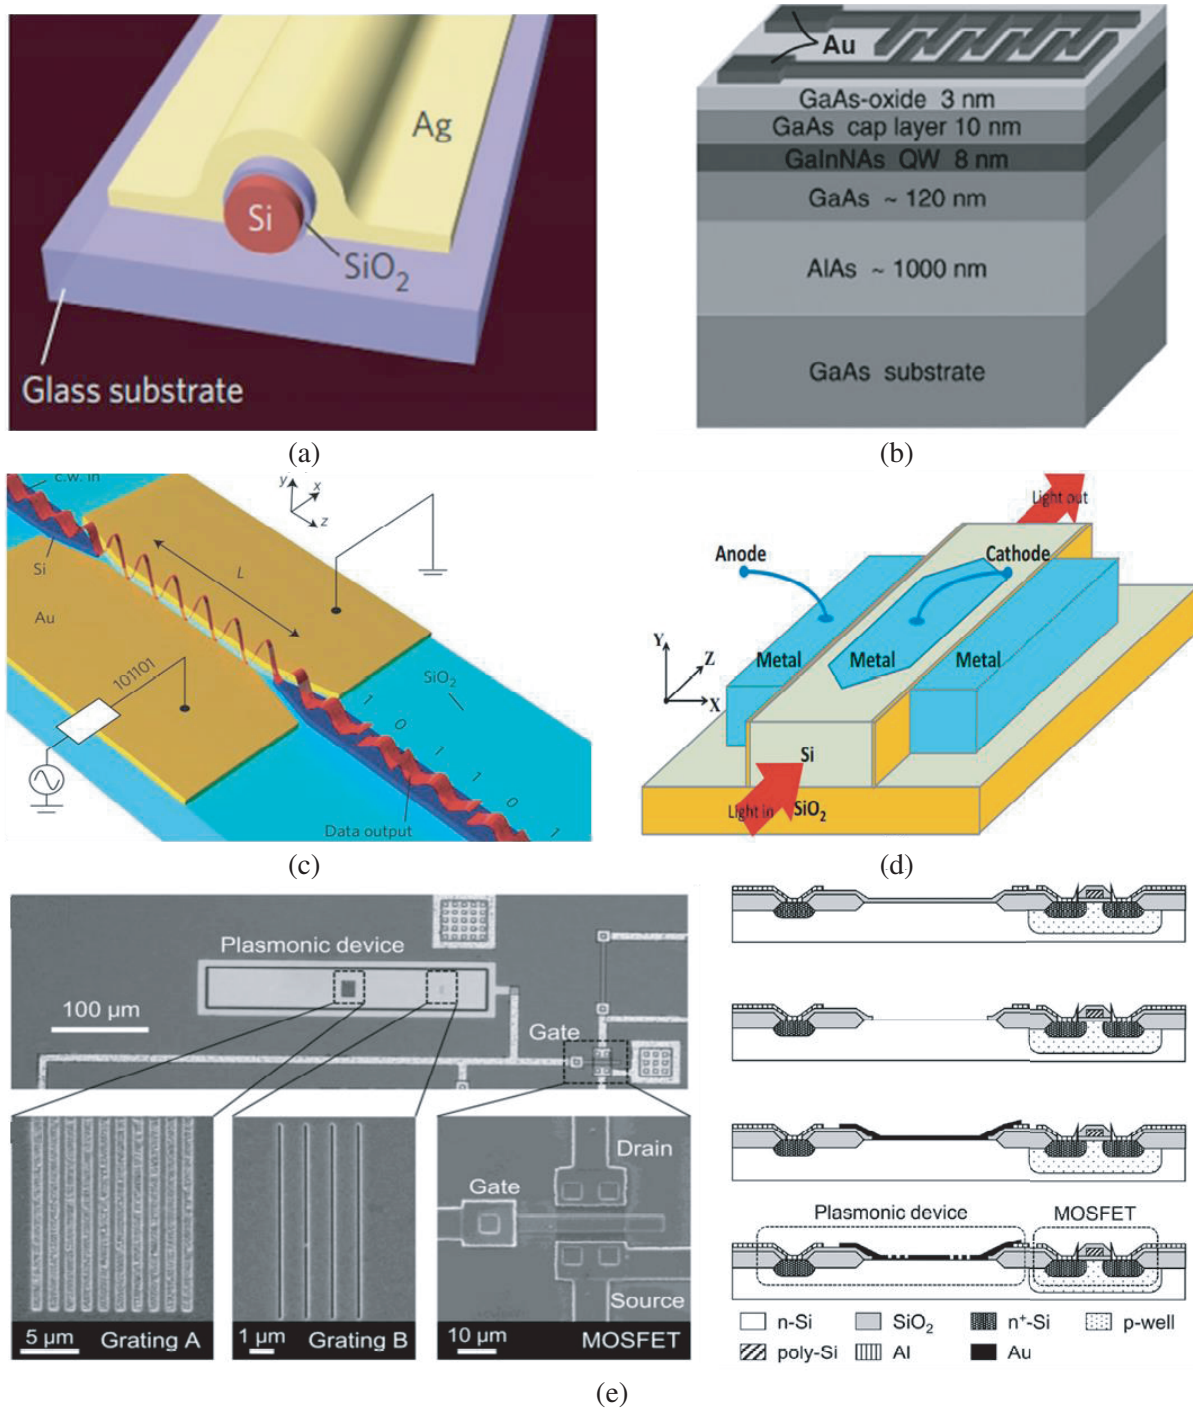 Ag
Si
SiO2
Glass substrate
(a)
Au
GaAs-oxide 3 nm
GaAs cap layer 10 nm
GaInNAs QW 8 nm
GaAs ~ 120 nm
AlAs ~ 1000 nm
GaAs substrate
(b)
c.w. in
y
x
z
Si
L
Au
101101
SiO2
1
0
1
1
0
1
Data output
(c)
Light out
Anode
Cathode
Y
Z
X
Metal
Metal
Metal
Si
Light in
SiO2
(d)
Plasmonic device
100 μm
Gate
Drain
Gate
Source
5 μm
Grating A
1 μm
Grating B
10 μm
MOSFET
Plasmonic device
MOSFET
n-Si
SiO2
n+-Si
p-well
poly-Si
Al
Au
(e)